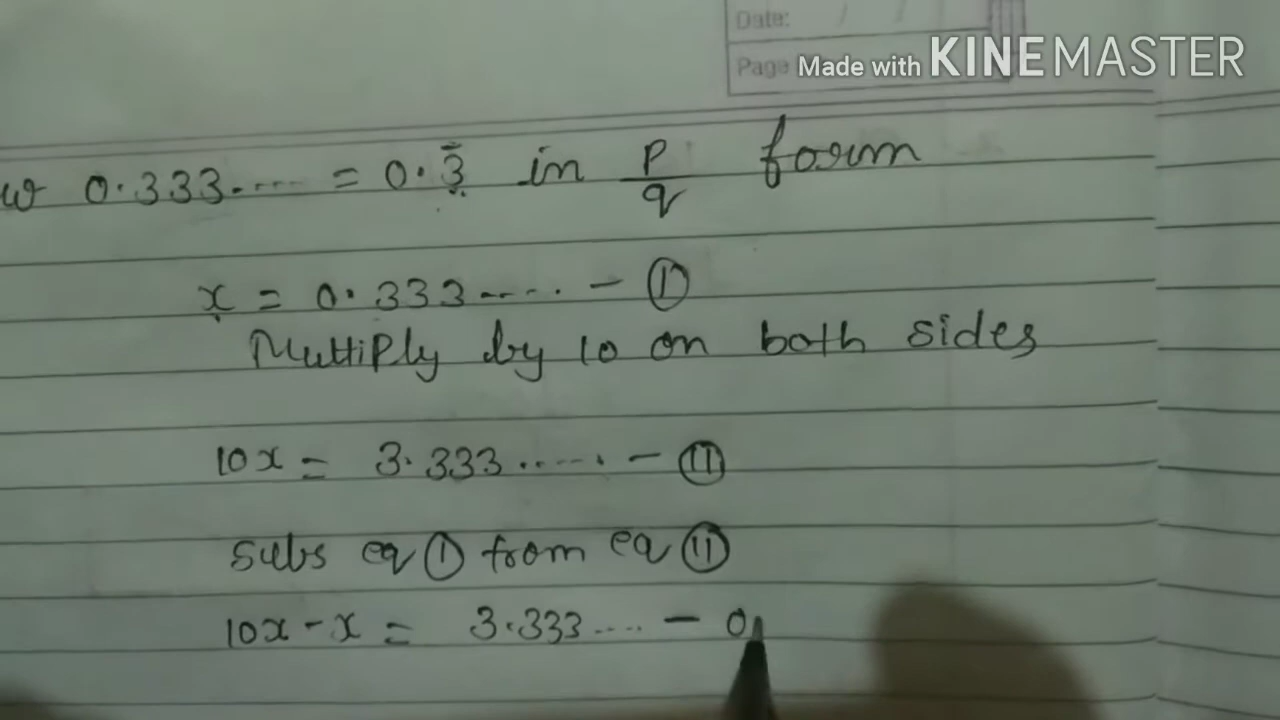 Date: / /
Page
Made with KINEMASTER
w 0.333.... = 0.3̄ in p/q form
x = 0.333..... - (I)
Multiply by 10 on both sides
10x = 3.333...... - (II)
Subs eq (I) from eq (II)
10x - x = 3.333.... - 0.